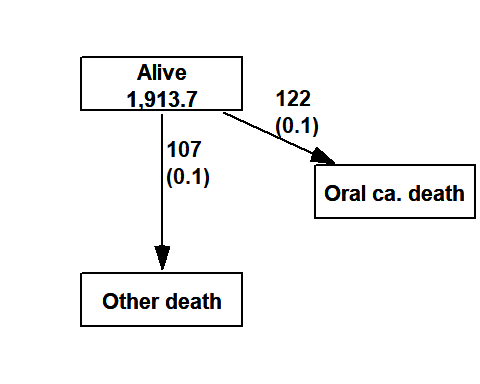 Alive
1,913.7
122
(0.1)
107
(0.1)
Oral ca. death
Other death